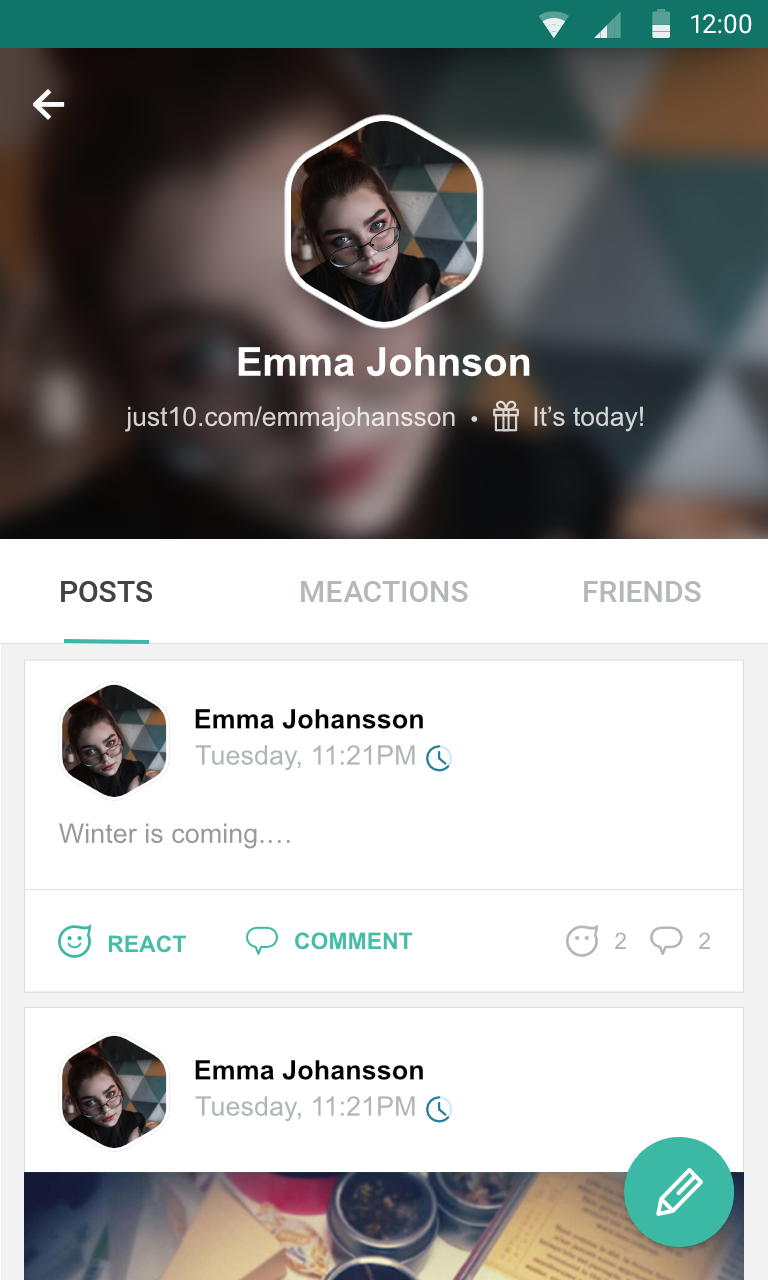 12:00
Emma Johnson
just10.com/emmajohansson • It’s today!
POSTS MEACTIONS FRIENDS
Emma Johansson
Tuesday, 11:21PM
Winter is coming....
REACT COMMENT 2 2
Emma Johansson
Tuesday, 11:21PM